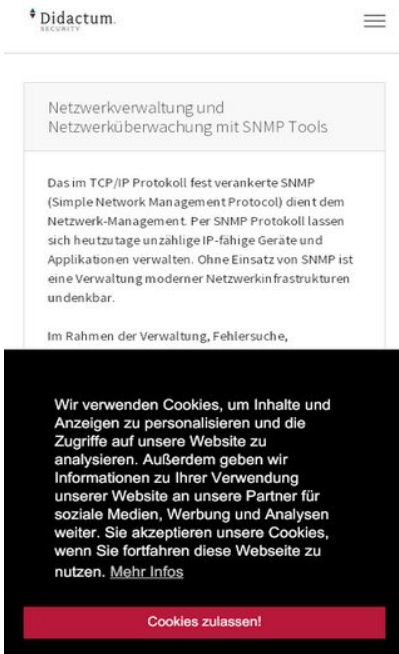 Didactum
SECURITY
Netzwerkverwaltung und
Netzwerküberwachung mit SNMP Tools
Das im TCP/IP Protokoll fest verankerte SNMP
(Simple Network Management Protocol) dient dem
Netzwerk-Management. Per SNMP Protokoll lassen
sich heutzutage unzählige IP-fähige Geräte und
Applikationen verwalten. Ohne Einsatz von SNMP ist
eine Verwaltung moderner Netzwerkinfrastrukturen
undenkbar.
Im Rahmen der Verwaltung, Fehlersuche,
Wir verwenden Cookies, um Inhalte und
Anzeigen zu personalisieren und die
Zugriffe auf unsere Website zu
analysieren. Außerdem geben wir
Informationen zu Ihrer Verwendung
unserer Website an unsere Partner für
soziale Medien, Werbung und Analysen
weiter. Sie akzeptieren unsere Cookies,
wenn Sie fortfahren diese Webseite zu
nutzen. Mehr Infos
Cookies zulassen!